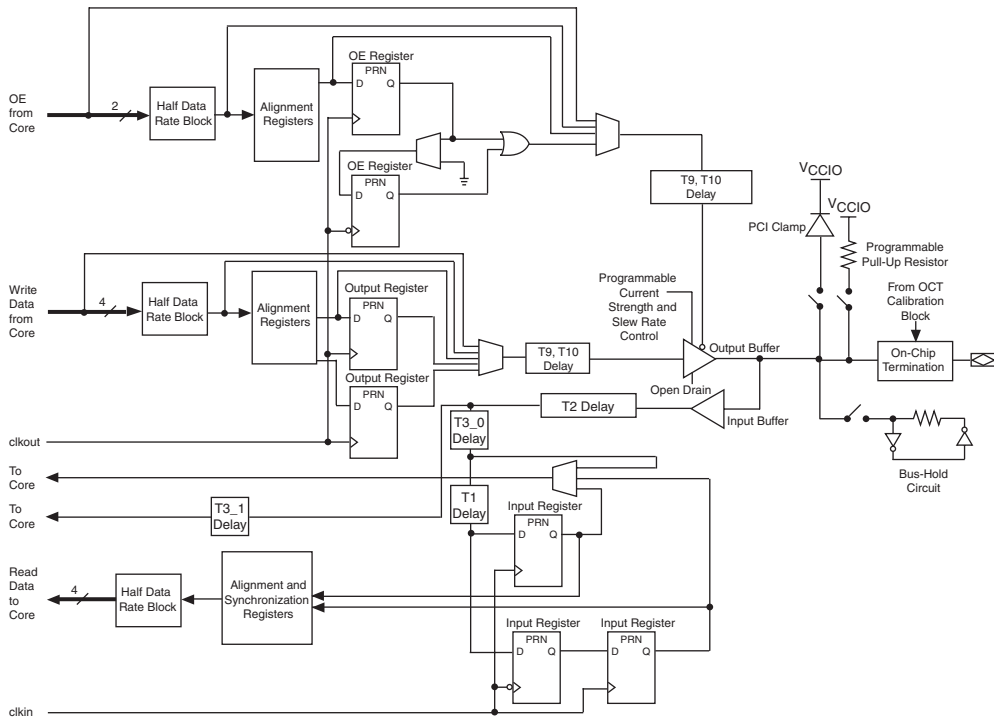 OE
from
Core
2
Half Data
Rate Block
Alignment
Registers
OE Register
PRN
D Q
OE Register
PRN
D Q
T9, T10
Delay
VCCIO
VCCIO
PCI Clamp
Programmable
Pull-Up Resistor
From OCT
Calibration
Block
On-Chip
Termination
Write
Data
from
Core
4
Half Data
Rate Block
Alignment
Registers
Output Register
PRN
D Q
Output Register
PRN
D Q
T9, T10
Delay
Programmable
Current
Strength and
Slew Rate
Control
Output Buffer
Open Drain
Input Buffer
T2 Delay
T3_0
Delay
Bus-Hold
Circuit
clkout
To
Core
To
Core
T3_1
Delay
T1
Delay
Input Register
PRN
D Q
Read
Data
to
Core
4
Half Data
Rate Block
Alignment and
Synchronization
Registers
Input Register
PRN
D Q
Input Register
PRN
D Q
clkin